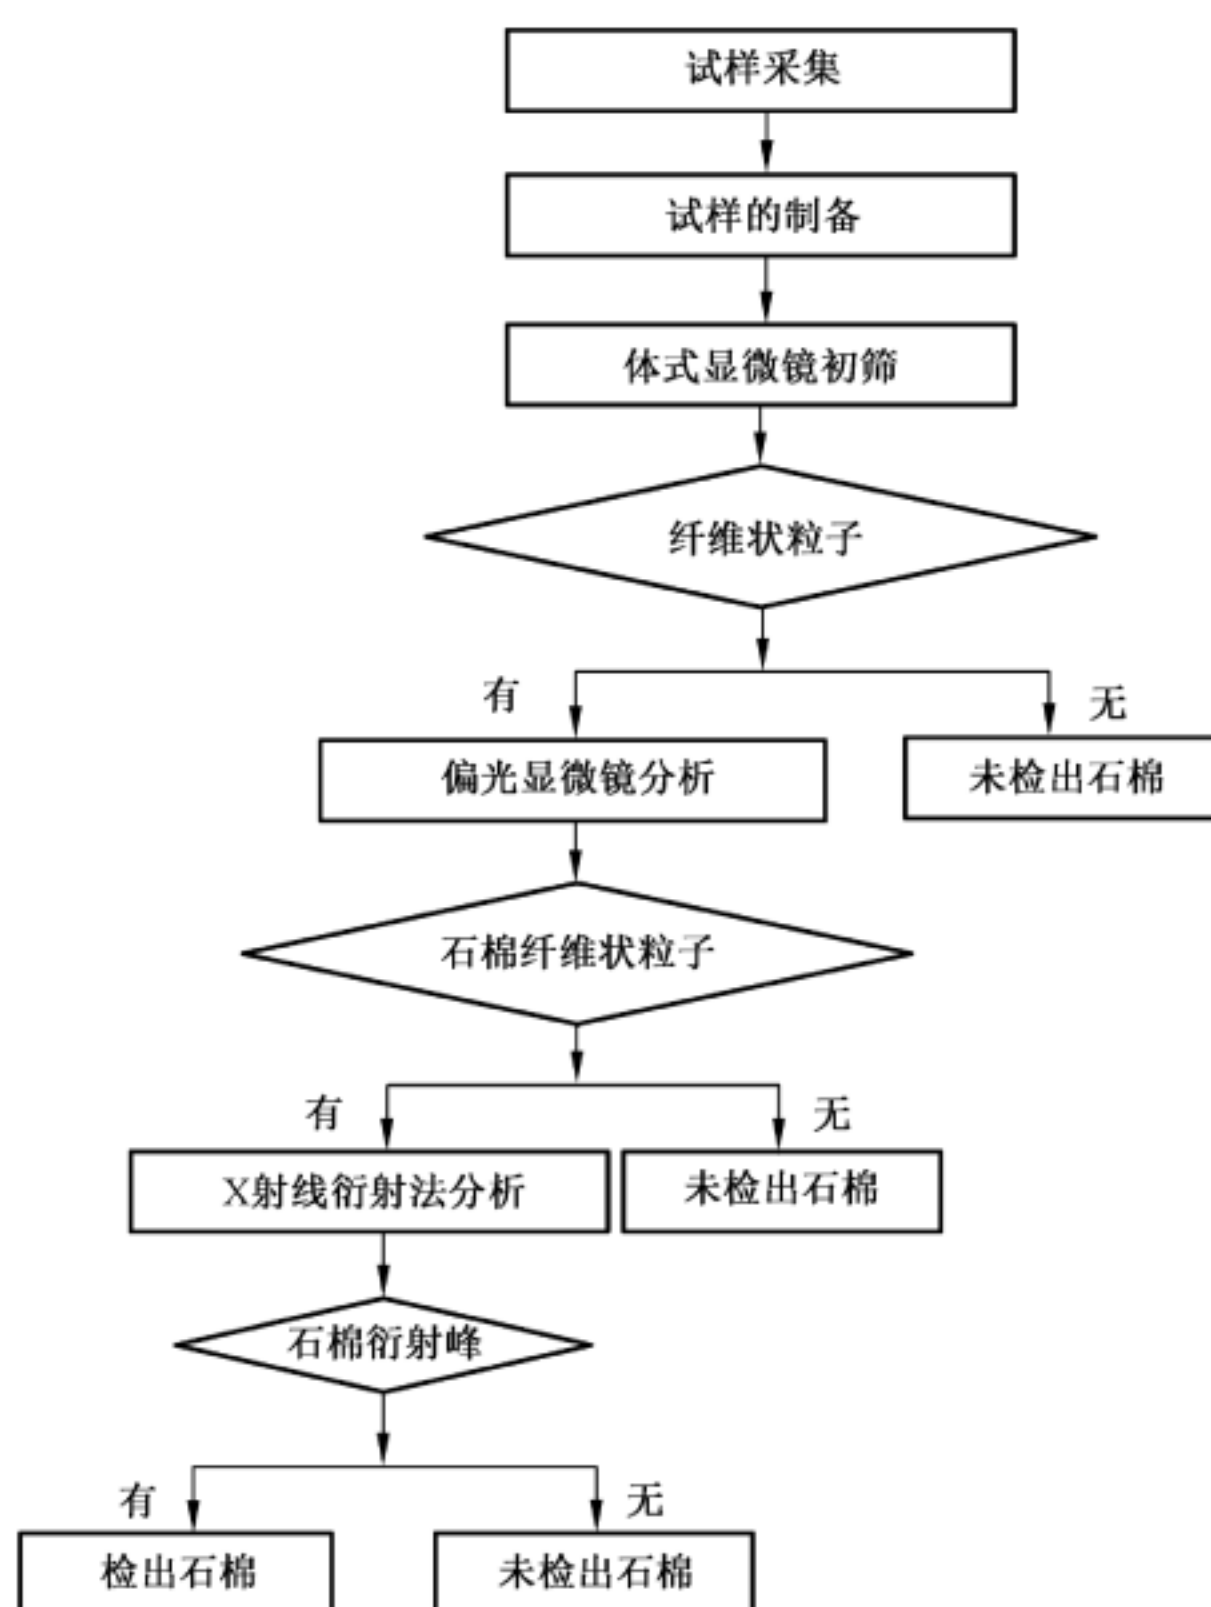 试样采集
试样的制备
体式显微镜初筛
纤维状粒子
有
无
偏光显微镜分析
未检出石棉
石棉纤维状粒子
有
无
X射线衍射法分析
未检出石棉
石棉衍射峰
有
无
检出石棉
未检出石棉